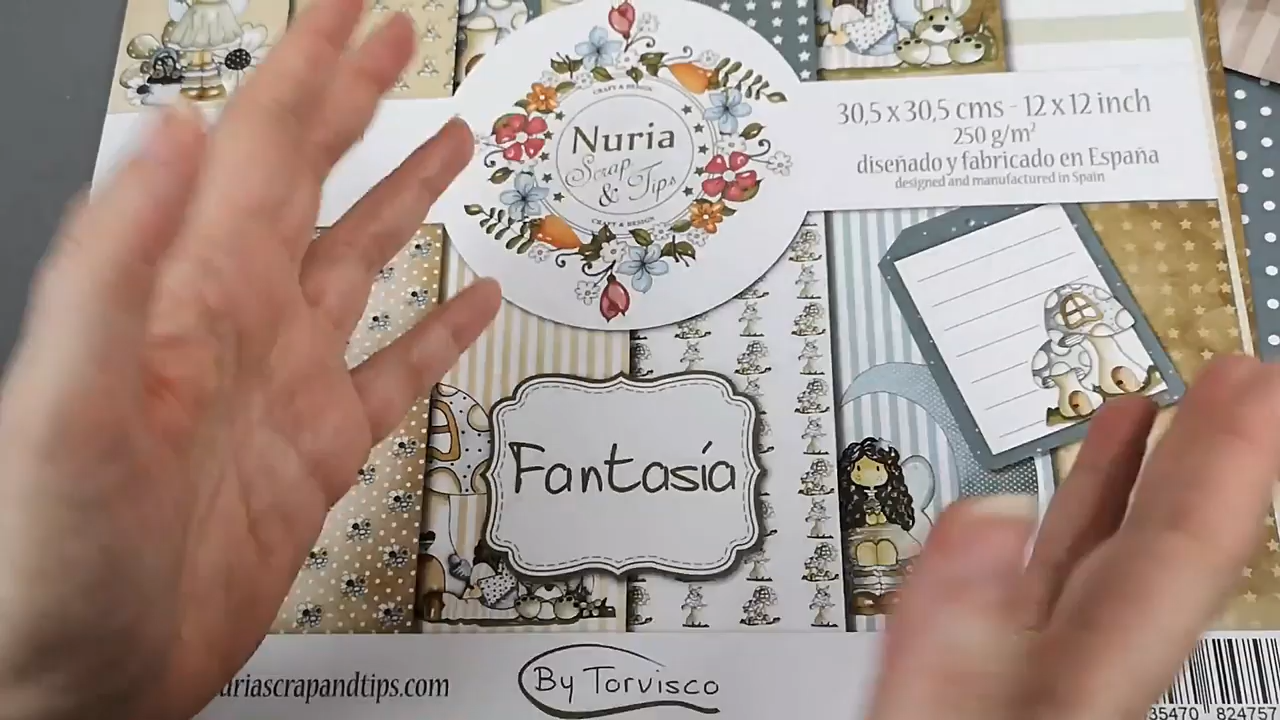 CRAFT & DESIGN
Nuria
Scrap
& Tips
CRAFT & DESIGN
30,5 x 30,5 cms - 12 x 12 inch
250 g/m²
diseñado y fabricado en España
designed and manufactured in Spain
Fantasía
By Torvisco
uriascrapandtips.com
35470 824757